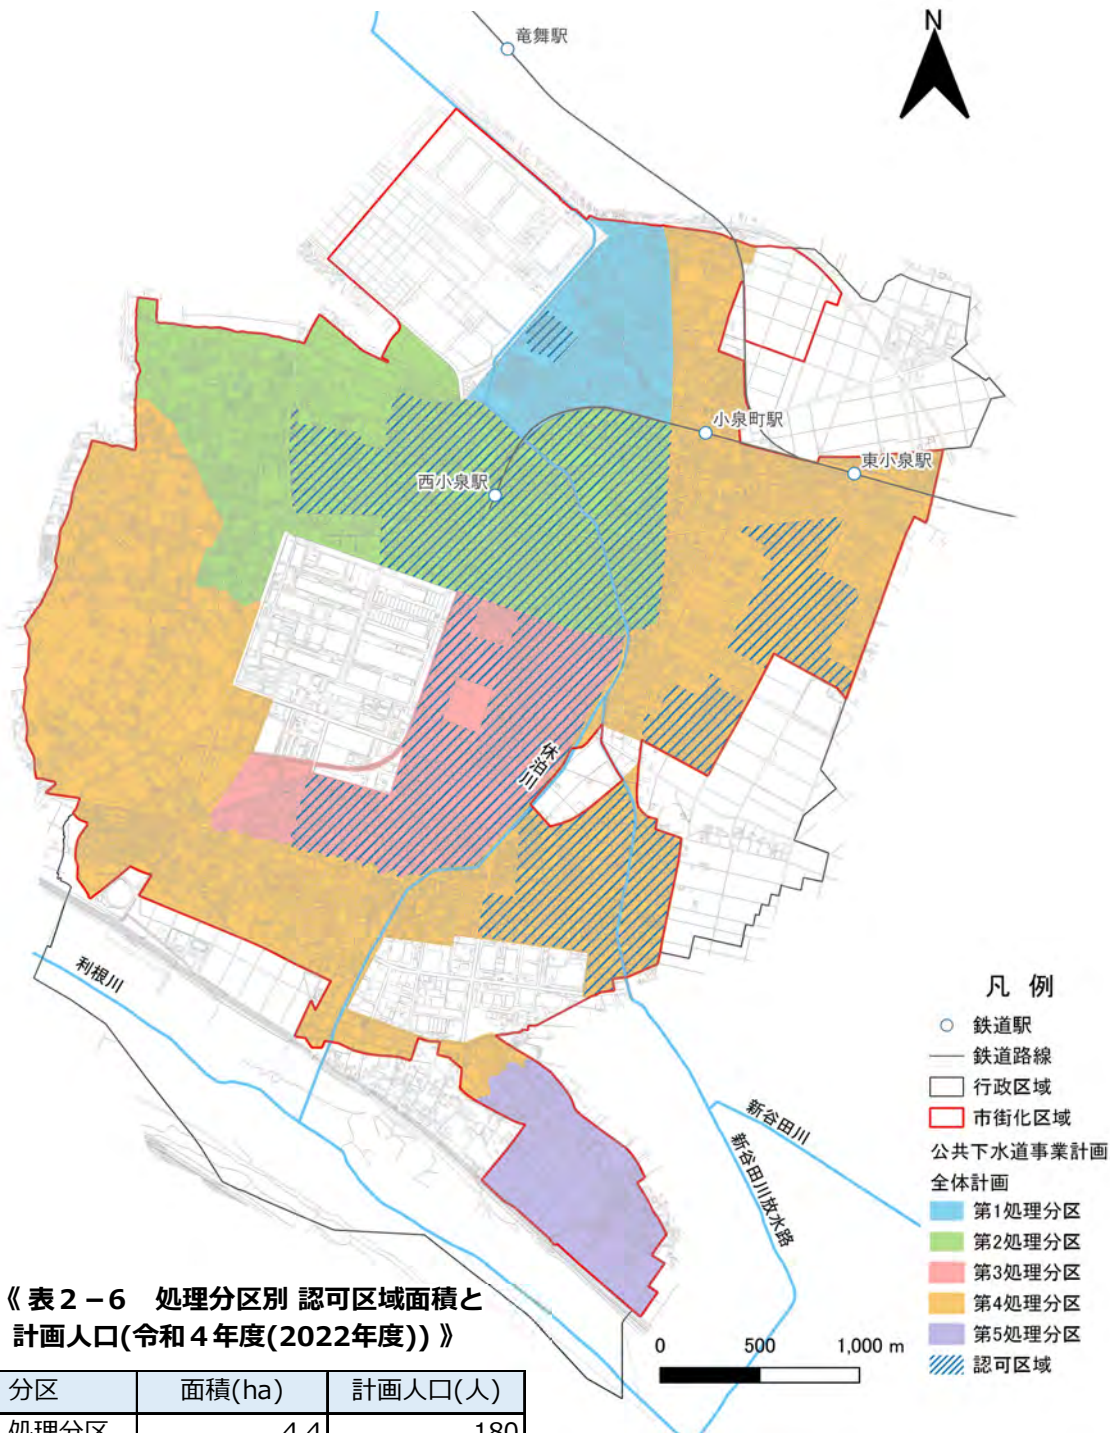 N
竜舞駅
小泉町駅
東小泉駅
西小泉駅
休泊川
利根川
新谷田川
新谷田川放水路
凡 例
鉄道駅
鉄道路線
行政区域
市街化区域
公共下水道事業計画
全体計画
第1処理分区
第2処理分区
第3処理分区
第4処理分区
第5処理分区
認可区域
0 500 1,000 m
《 表2-6 処理分区別 認可区域面積と
計画人口(令和4年度(2022年度)) 》
分区 面積(ha) 計画人口(人)
処理分区 4.4 180